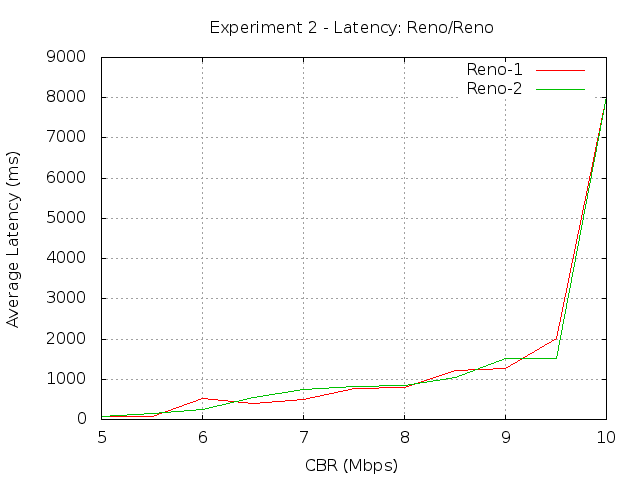 Experiment 2 - Latency: Reno/Reno
9000
8000
7000
6000
5000
4000
3000
2000
1000
0
Average Latency (ms)
Reno-1
Reno-2
5 6 7 8 9 10
CBR (Mbps)